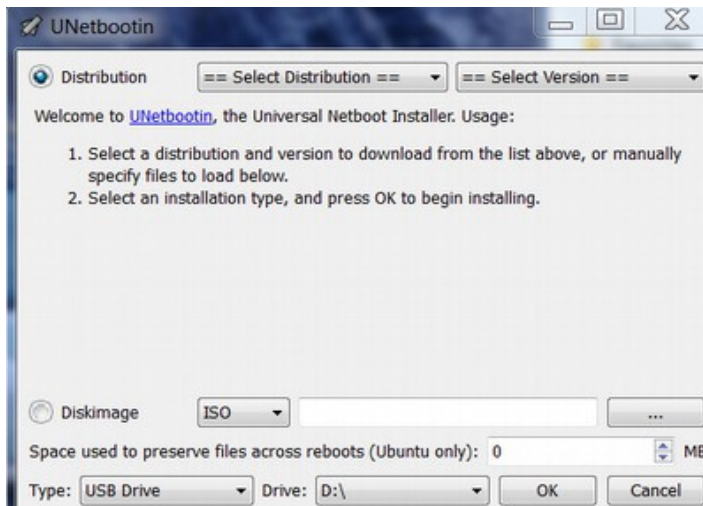 UNetbootin
Distribution == Select Distribution == == Select Version ==
Welcome to UNetbootin, the Universal Netboot Installer. Usage:
1. Select a distribution and version to download from the list above, or manually
specify files to load below.
2. Select an installation type, and press OK to begin installing.
Diskimage ISO ...
Space used to preserve files across reboots (Ubuntu only): 0 MB
Type: USB Drive Drive: D:\ OK Cancel